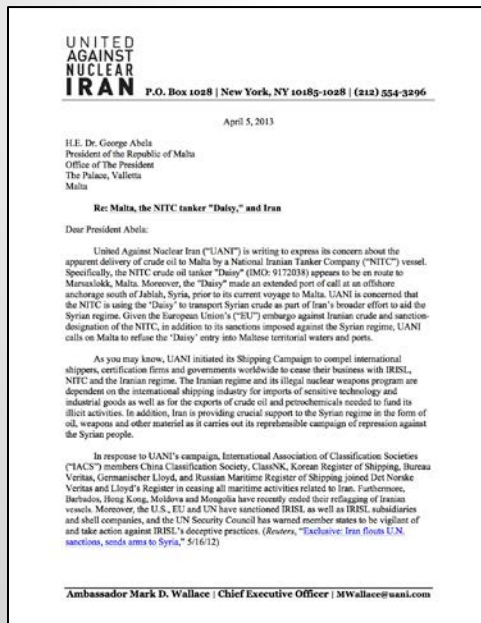 UNITED
AGAINST
NUCLEAR
IRAN
P.O. Box 1028 | New York, NY 10185-1028 | (212) 554-3296
April 5, 2013
H.E. Dr. George Abela
President of the Republic of Malta
Office of The President
The Palace, Valletta
Malta
Re: Malta, the NITC tanker "Daisy," and Iran
Dear President Abela:
United Against Nuclear Iran ("UANI") is writing to express its concern about the
apparent delivery of crude oil to Malta by a National Iranian Tanker Company ("NITC") vessel.
Specifically, the NITC crude oil tanker "Daisy" (IMO: 9172038) appears to be en route to
Marsaxlokk, Malta. Moreover, the "Daisy" made an extended port of call at an offshore
anchorage south of Jablah, Syria, prior to its current voyage to Malta. UANI is concerned that
the NITC is using the 'Daisy' to transport Syrian crude as part of Iran's broader effort to aid the
Syrian regime. Given the European Union's ("EU") embargo against Iranian crude and sanction-
designation of the NITC, in addition to its sanctions imposed against the Syrian regime, UANI
calls on Malta to refuse the 'Daisy' entry into Maltese territorial waters and ports.
As you may know, UANI initiated its Shipping Campaign to compel international
shippers, certification firms and governments worldwide to cease their business with IRISL,
NITC and the Iranian regime. The Iranian regime and its illegal nuclear weapons program are
dependent on the international shipping industry for imports of sensitive technology and
industrial goods as well as for the exports of crude oil and petrochemicals needed to fund its
illicit activities. In addition, Iran is providing crucial support to the Syrian regime in the form of
oil, weapons and other materiel as it carries out its reprehensible campaign of repression against
the Syrian people.
In response to UANI's campaign, International Association of Classification Societies
("IACS") members China Classification Society, ClassNK, Korean Register of Shipping, Bureau
Veritas, Germanischer Lloyd, and Russian Maritime Register of Shipping joined Det Norske
Veritas and Lloyd's Register in ceasing all maritime activities related to Iran. Furthermore,
Barbados, Hong Kong, Moldova and Mongolia have recently ended their reflagging of Iranian
vessels. Moreover, the U.S., EU and UN have sanctioned IRISL as well as IRISL subsidiaries
and shell companies, and the UN Security Council has warned member states to be vigilant of
and take action against IRISL's deceptive practices. (Reuters, "Exclusive: Iran flouts U.N.
sanctions, sends arms to Syria," 5/16/12)
Ambassador Mark D. Wallace | Chief Executive Officer | MWallace@uani.com